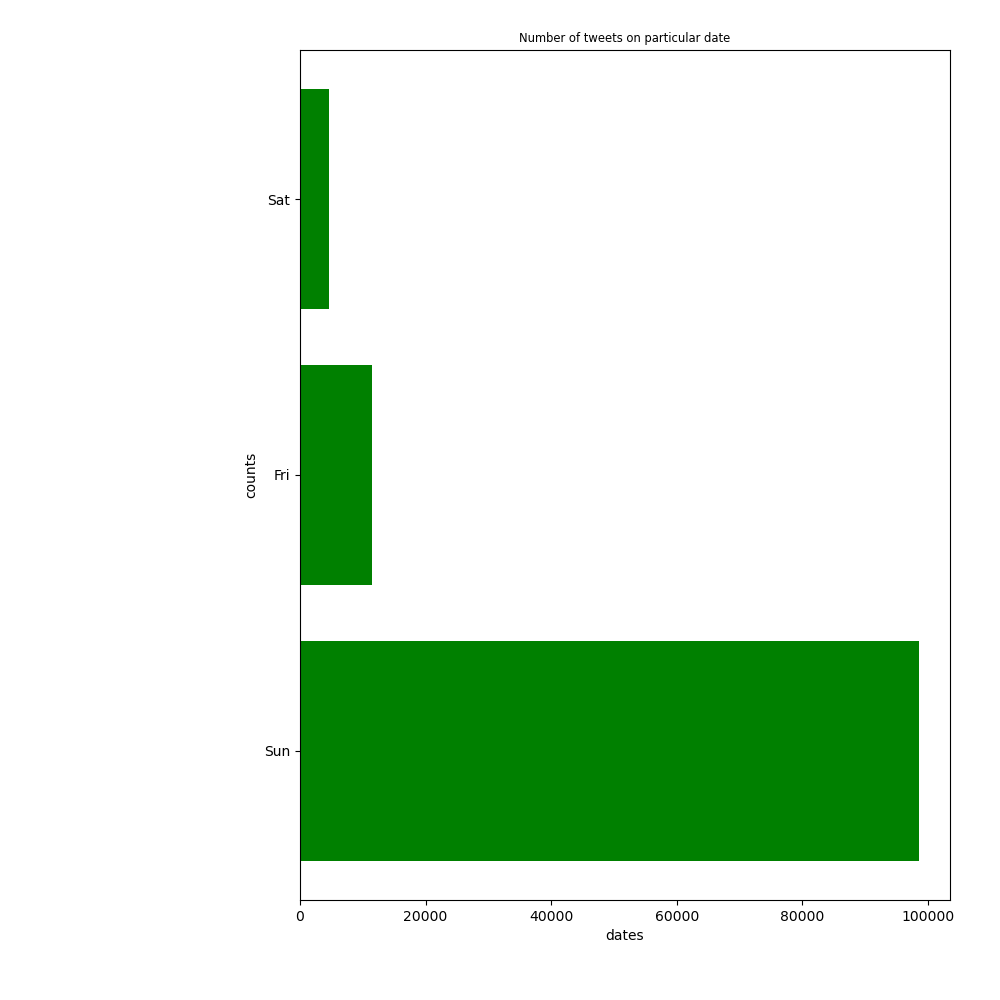 Number of tweets on particular date
Sat
Fri
counts
Sun
0 20000 40000 60000 80000 100000
dates